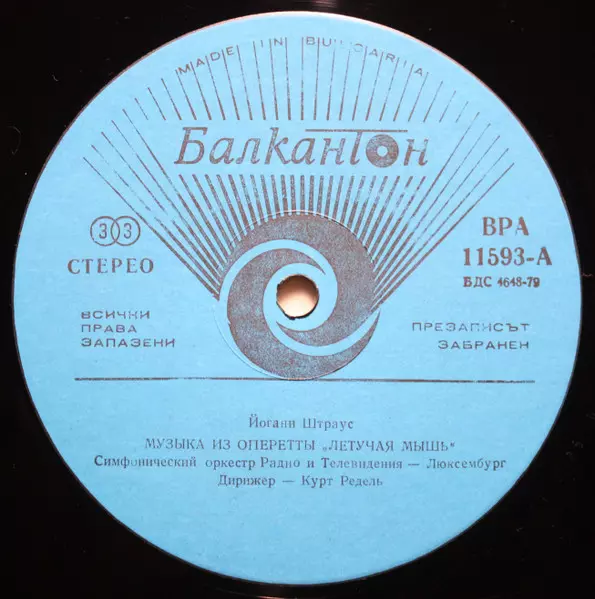 MADE IN BULGARIA
Балкантон
33
СТЕРЕО
ВРА
11593-А
БДС 4648-79
ВСИЧКИ
ПРАВА
ЗАПАЗЕНИ
ПРЕЗАПИСЪТ
ЗАБРАНЕН
Йоганн Штраус
МУЗЫКА ИЗ ОПЕРЕТТЫ „ЛЕТУЧАЯ МЫШЬ“
Симфонический оркестр Радио и Телевидения — Люксембург
Дирижер — Курт Редель